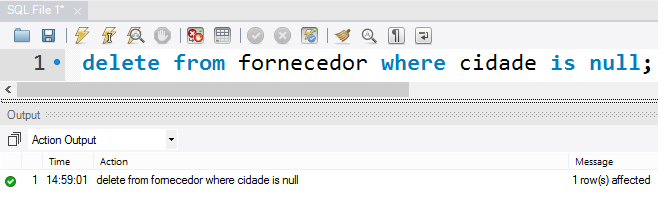 SQL File 1*
1 delete from fornecedor where cidade is null;
Output
Action Output
Time Action Message
1 14:59:01 delete from fornecedor where cidade is null 1 row(s) affected